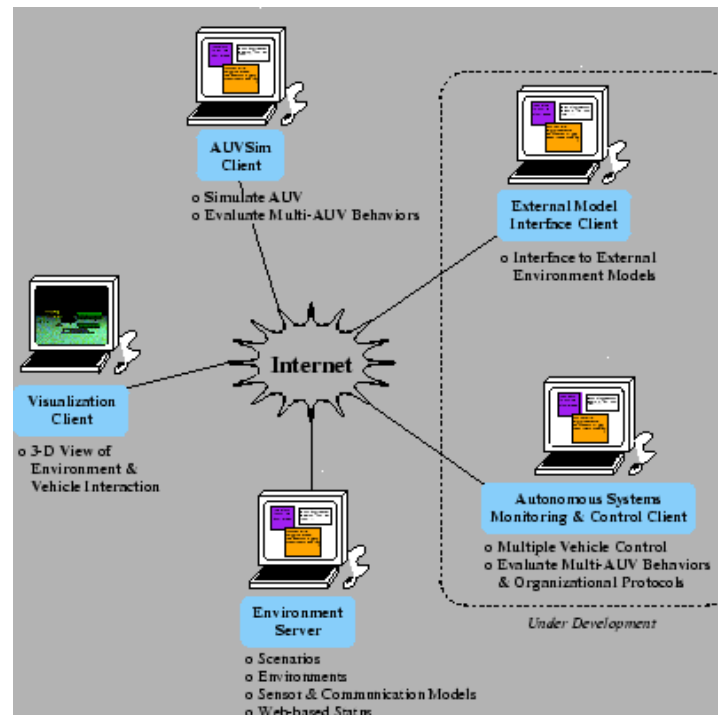 AUVSim
Client
o Simulate AUV
o Evaluate Multi-AUV Behaviors
External Model
Interface Client
o Interface to External
Environment Models
Internet
Visualization
Client
o 3-D View of
Environment &
Vehicle Interaction
Autonomous Systems
Monitoring & Control Client
o Multiple Vehicle Control
o Evaluate Multi-AUV Behaviors
& Organizational Protocols
Under Development
Environment
Server
o Scenarios
o Environments
o Sensor & Communication Models
o Web-based Status